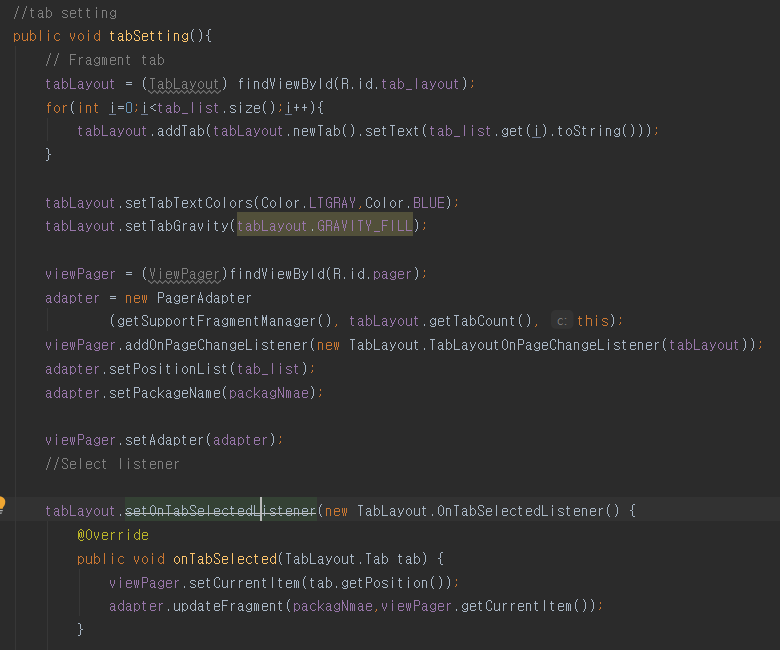 //tab setting
public void tabSetting(){
// Fragment tab
tabLayout = (TabLayout) findViewById(R.id.tab_layout);
for(int i=0;i<tab_list.size();i++){
tabLayout.addTab(tabLayout.newTab().setText(tab_list.get(i).toString()));
}
tabLayout.setTabTextColors(Color.LTGRAY,Color.BLUE);
tabLayout.setTabGravity(tabLayout.GRAVITY_FILL);
viewPager = (ViewPager)findViewById(R.id.pager);
adapter = new PagerAdapter
(getSupportFragmentManager(), tabLayout.getTabCount(), c: this);
viewPager.addOnPageChangeListener(new TabLayout.TabLayoutOnPageChangeListener(tabLayout));
adapter.setPositionList(tab_list);
adapter.setPackageName(packagNmae);
viewPager.setAdapter(adapter);
//Select listener
tabLayout.setOnTabSelectedListener(new TabLayout.OnTabSelectedListener() {
@Override
public void onTabSelected(TabLayout.Tab tab) {
viewPager.setCurrentItem(tab.getPosition());
adapter.updateFragment(packagNmae,viewPager.getCurrentItem());
}